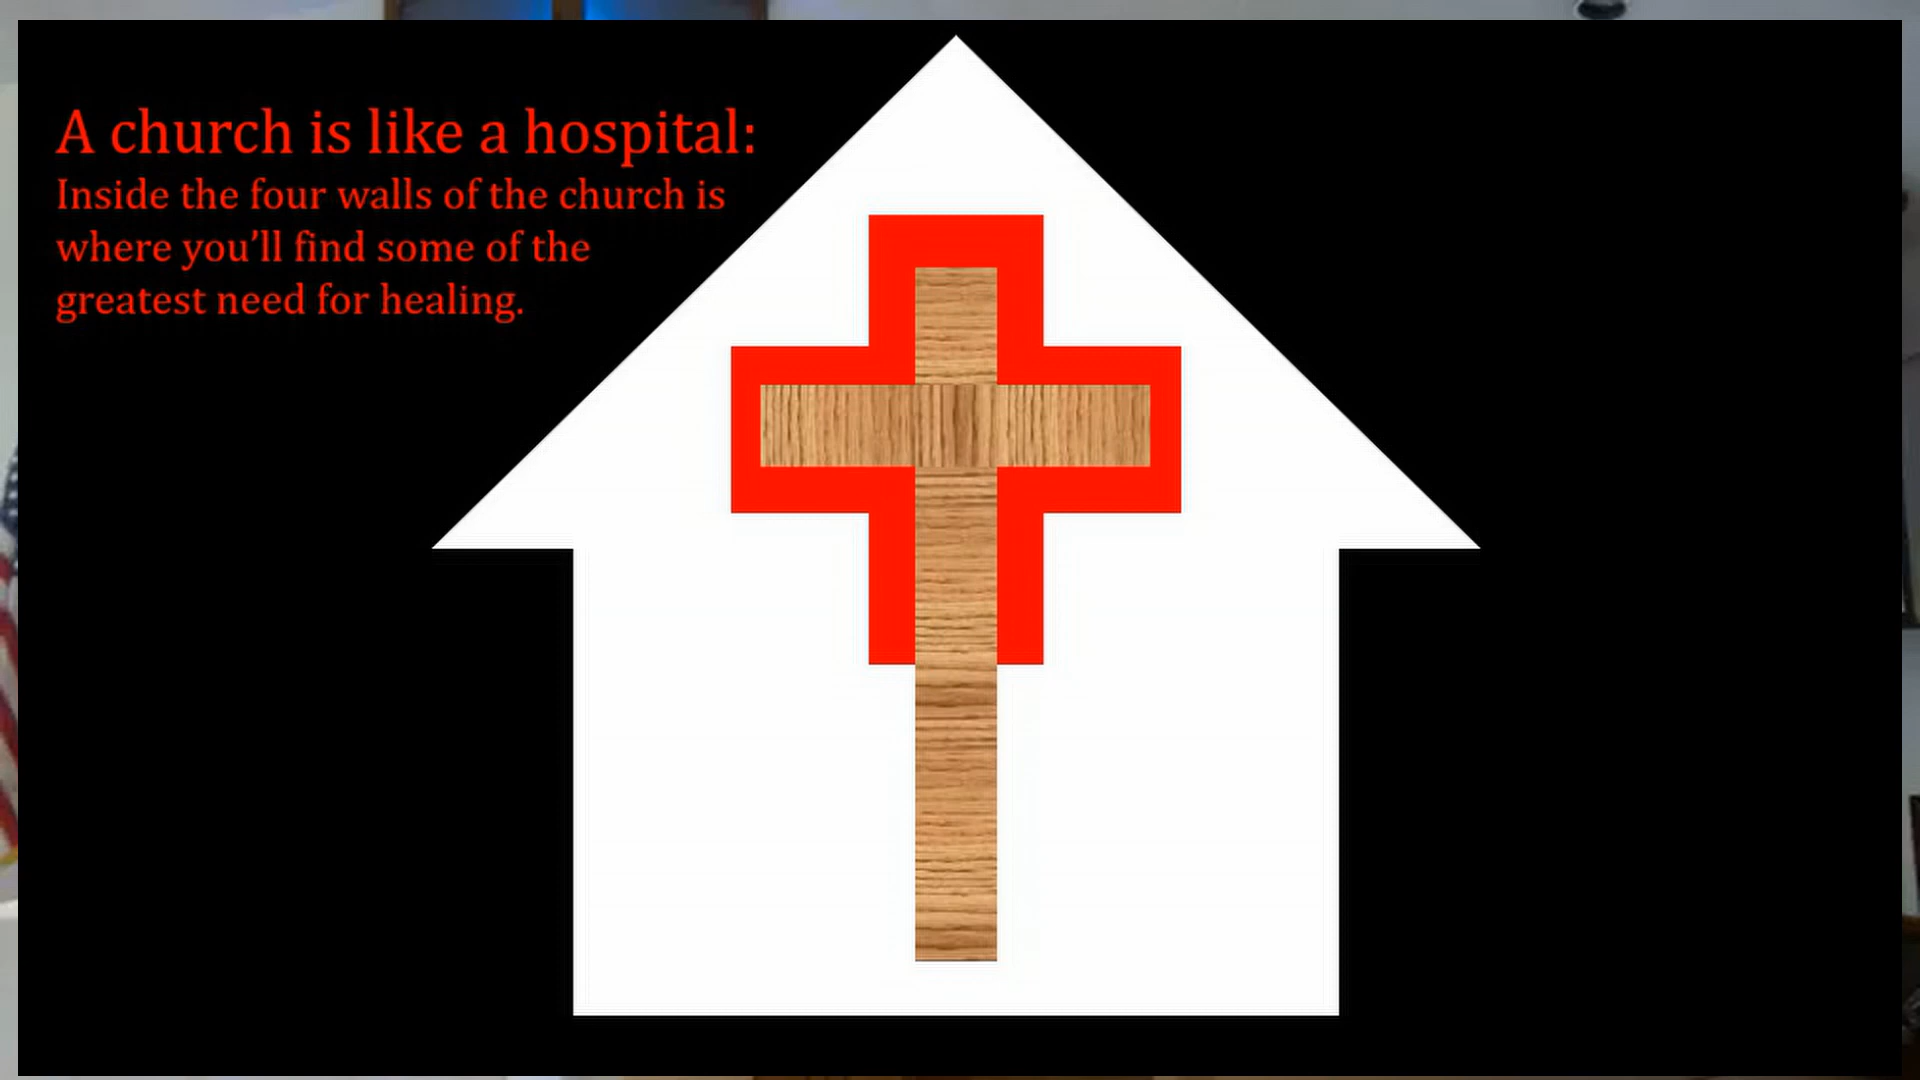 A church is like a hospital:
Inside the four walls of the church is
where you’ll find some of the
greatest need for healing.